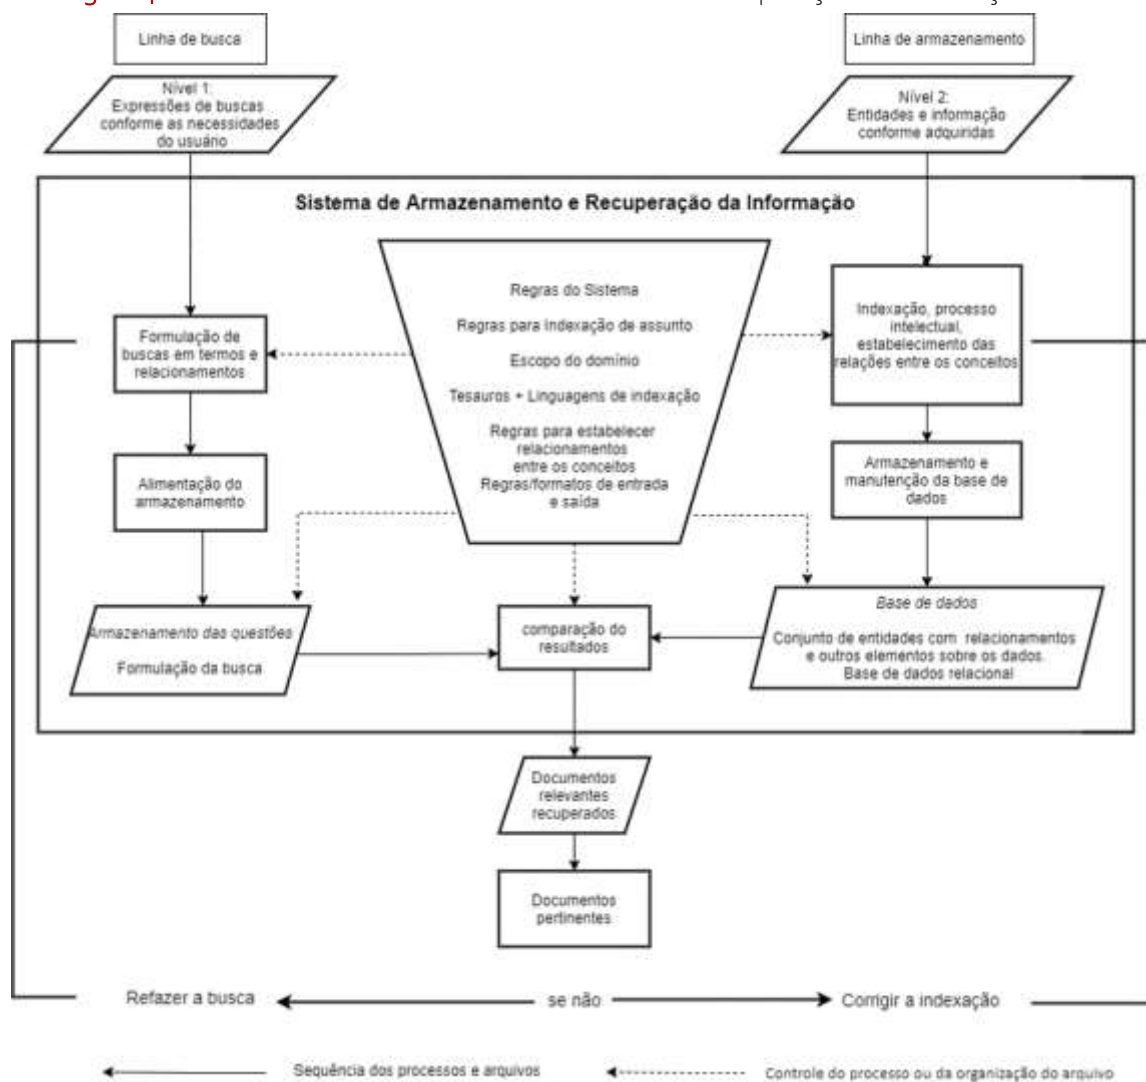 Linha de busca
Linha de armazenamento
Nível 1:
Expressões de buscas
conforme as necessidades
do usuário
Nível 2:
Entidades e informação
conforme adquiridas
Sistema de Armazenamento e Recuperação da Informação
Regras do Sistema
Regras para Indexação de assunto
Escopo do domínio
Tesauros + Linguagens de indexação
Regras para estabelecer
relacionamentos
entre os conceitos
Regras/formatos de entrada
e saída
Formulação de
buscas em termos e
relacionamentos
Indexação, processo
intelectual,
estabelecimento das
relações entre os conceitos
Alimentação do
armazenamento
Armazenamento e
manutenção da base de
dados
Armazenamento das questões
Formulação da busca
comparação do
resultados
Base de dados
Conjunto de entidades com relacionamentos
e outros elementos sobre os dados.
Base de dados relacional
Documentos
relevantes
recuperados
Documentos
pertinentes
Refazer a busca
se não
Corrigir a indexação
Sequência dos processos e arquivos
Controle do processo ou da organização do arquivo